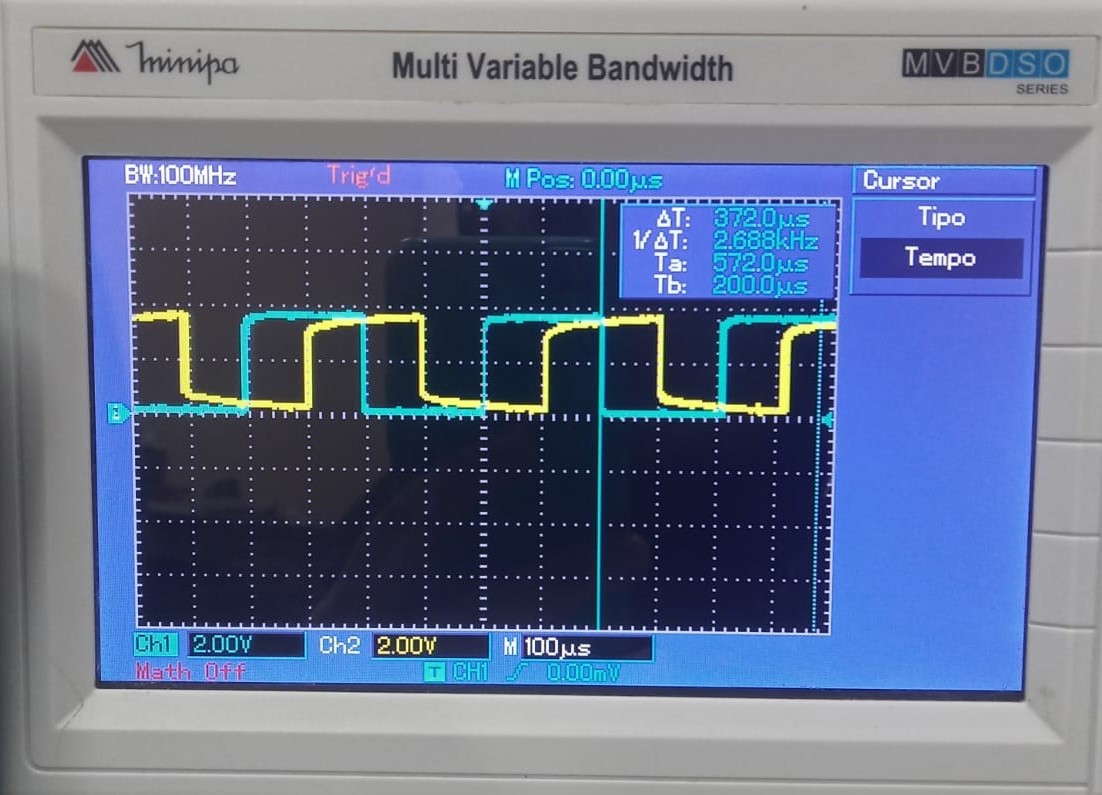 minipa Multi Variable Bandwidth MVBDSO
SERIES
BW:100MHz Trig'd M Pos: 0.00µs Cursor
Tipo
Tempo
ΔT: 372.0µs
1/ΔT: 2.688kHz
Ta: 572.0µs
Tb: 200.0µs
Ch1 2.00V Ch2 2.00V M 100µs
Math Off T CH1 0.00mV